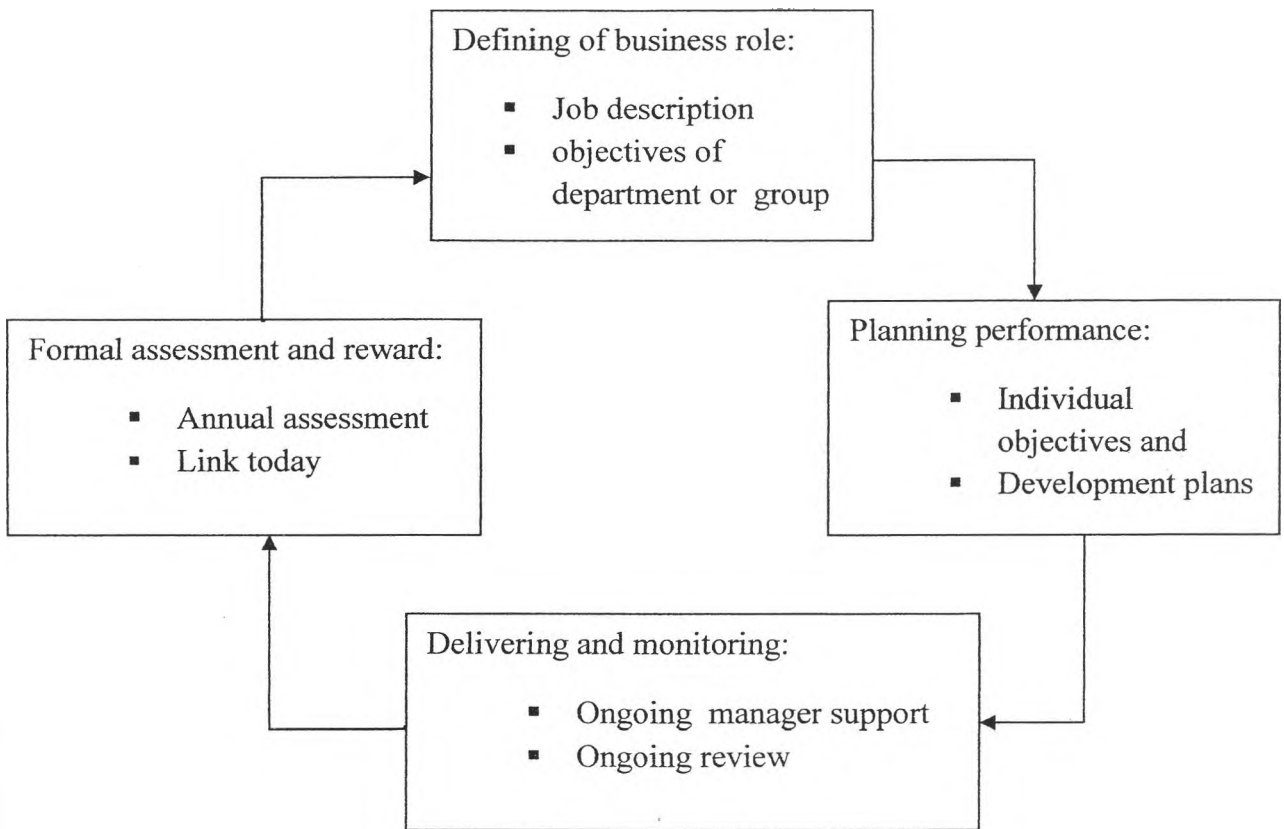 Defining of business role:
▪ Job description
▪ objectives of
department or group
Planning performance:
▪ Individual
objectives and
▪ Development plans
Delivering and monitoring:
▪ Ongoing manager support
▪ Ongoing review
Formal assessment and reward:
▪ Annual assessment
▪ Link today